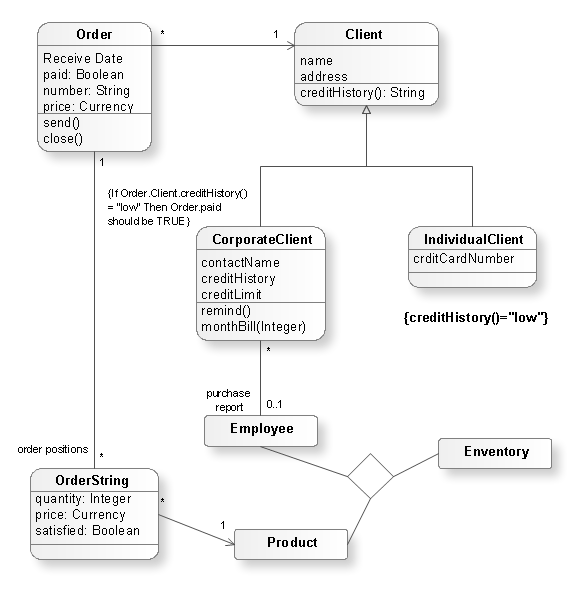 Order
Receive Date
paid: Boolean
number: String
price: Currency
send()
close()
*
1
Client
name
address
creditHistory(): String
1
{If Order.Client.creditHistory()
= "low" Then Order.paid
should be TRUE}
CorporateClient
contactName
creditHistory
creditLimit
remind()
monthBill(Integer)
IndividualClient
crditCardNumber
{creditHistory()="low"}
*
purchase
report
0..1
Employee
Enventory
order positions
*
OrderString
quantity: Integer
price: Currency
satisfied: Boolean
*
1
Product